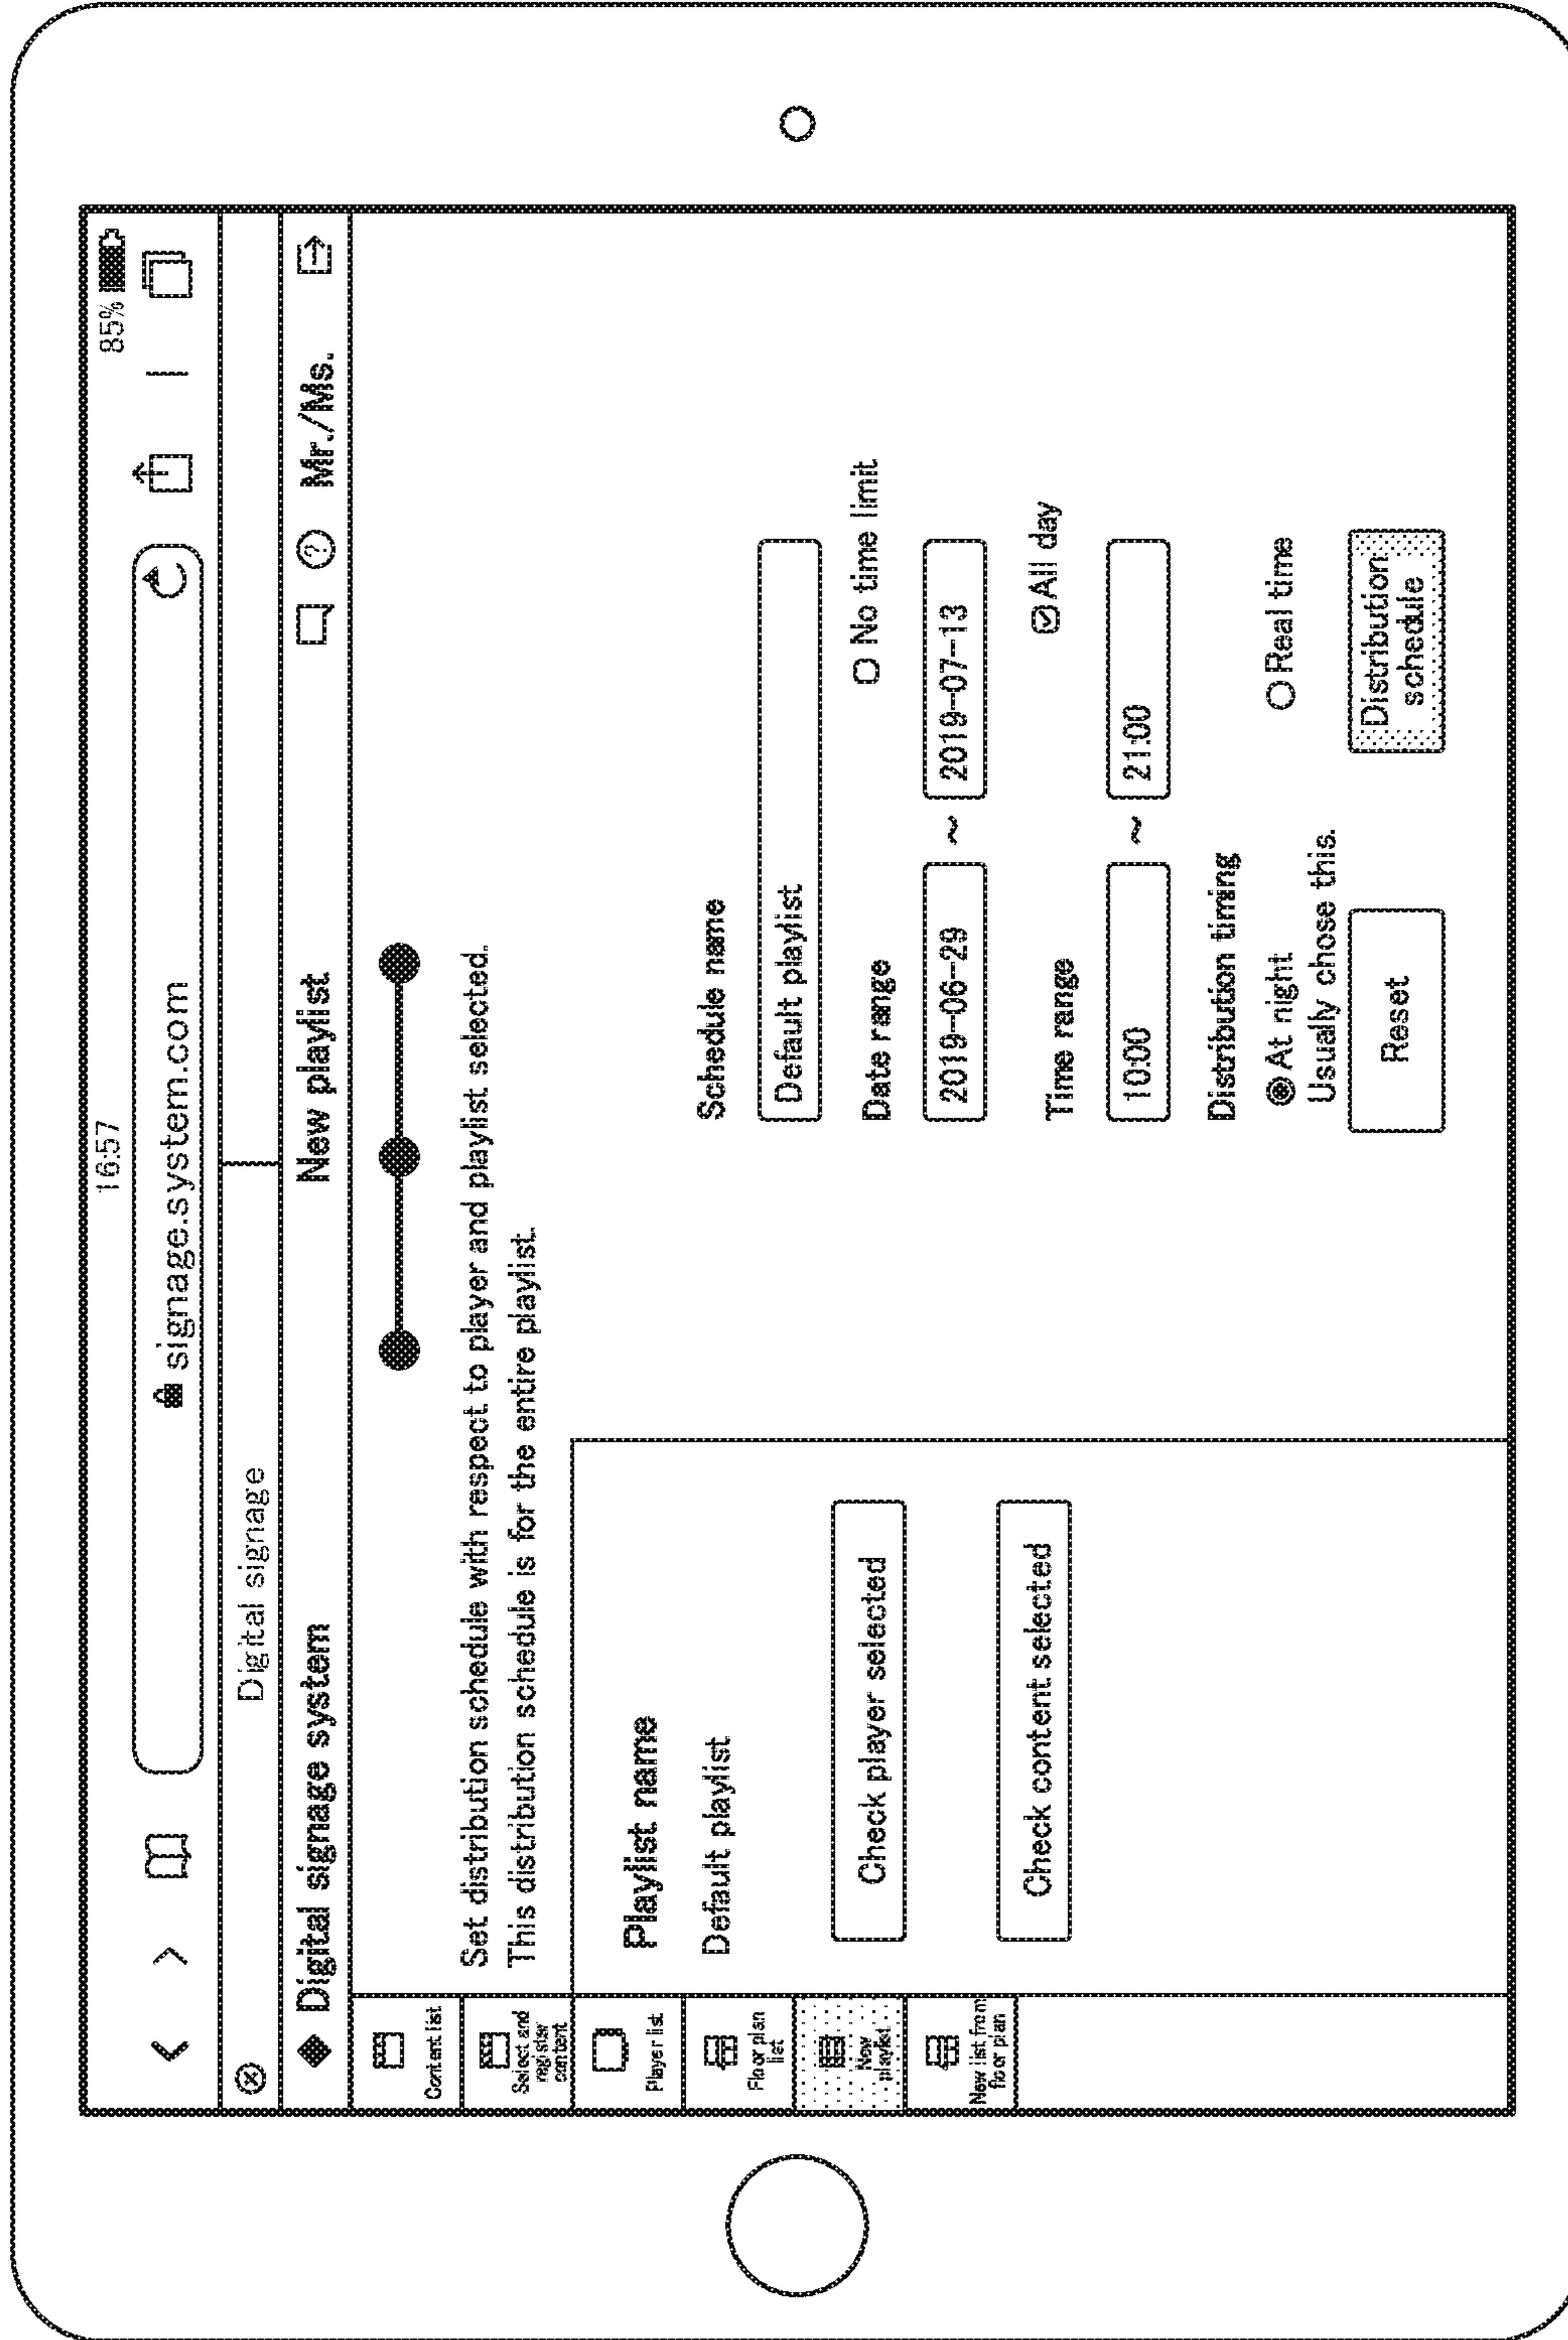 16:57
85%
signage.system.com
Digital signage
Digital signage system
New playlist
? Mr./Ms.
Content list
Select and
register
content
Player list
Floor plan
list
New
playlist
New list from
floor plan
Set distribution schedule with respect to player and playlist selected.
This distribution schedule is for the entire playlist.
Playlist name
Default playlist
Check player selected
Check content selected
Schedule name
Default playlist
Date range
No time limit
2019-06-29 ~ 2019-07-13
Time range
All day
10:00 ~ 21:00
Distribution timing
At night
Real time
Usually chose this.
Reset
Distribution
schedule